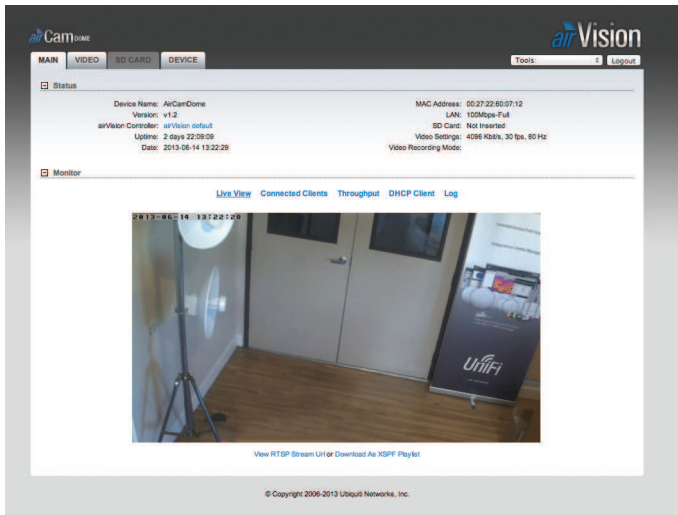 airCam DOME
airVision
MAIN VIDEO SD CARD DEVICE
Tools: Logout
Status
Device Name: AirCamDome
Version: v1.2
airVision Controller: airVision default
Uptime: 2 days 22:09:09
Date: 2013-06-14 13:22:29
MAC Address: 00:27:22:60:07:12
LAN: 100Mbps-Full
SD Card: Not Inserted
Video Settings: 4096 Kbit/s, 30 fps, 60 Hz
Video Recording Mode:
Monitor
Live View Connected Clients Throughput DHCP Client Log
2013-06-14 13:22:28
UniFi
View RTSP Stream Url or Download As XSPF Playlist
© Copyright 2006-2013 Ubiquiti Networks, Inc.